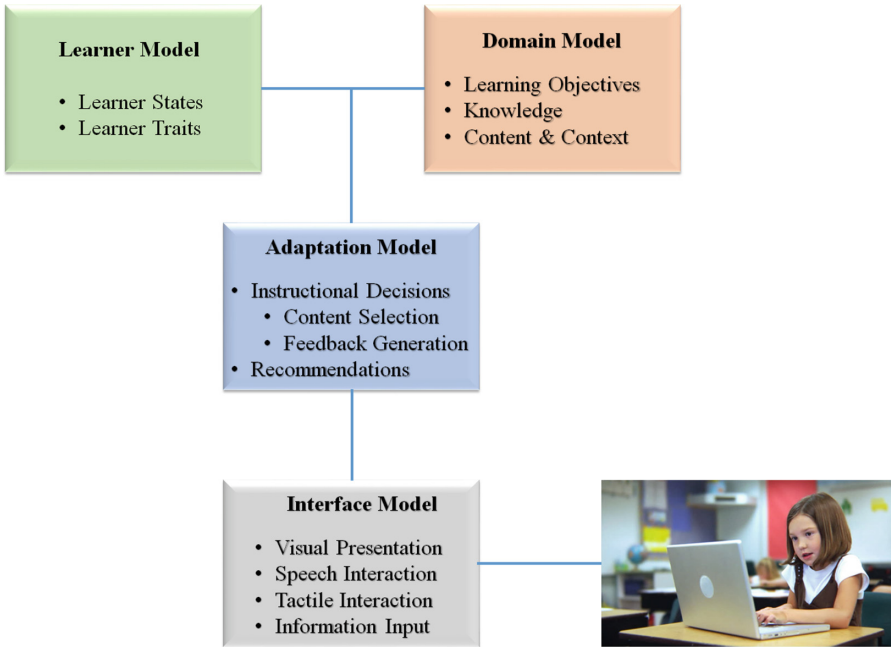 Learner Model
• Learner States
• Learner Traits
Domain Model
• Learning Objectives
• Knowledge
• Content & Context
Adaptation Model
• Instructional Decisions
• Content Selection
• Feedback Generation
• Recommendations
Interface Model
• Visual Presentation
• Speech Interaction
• Tactile Interaction
• Information Input